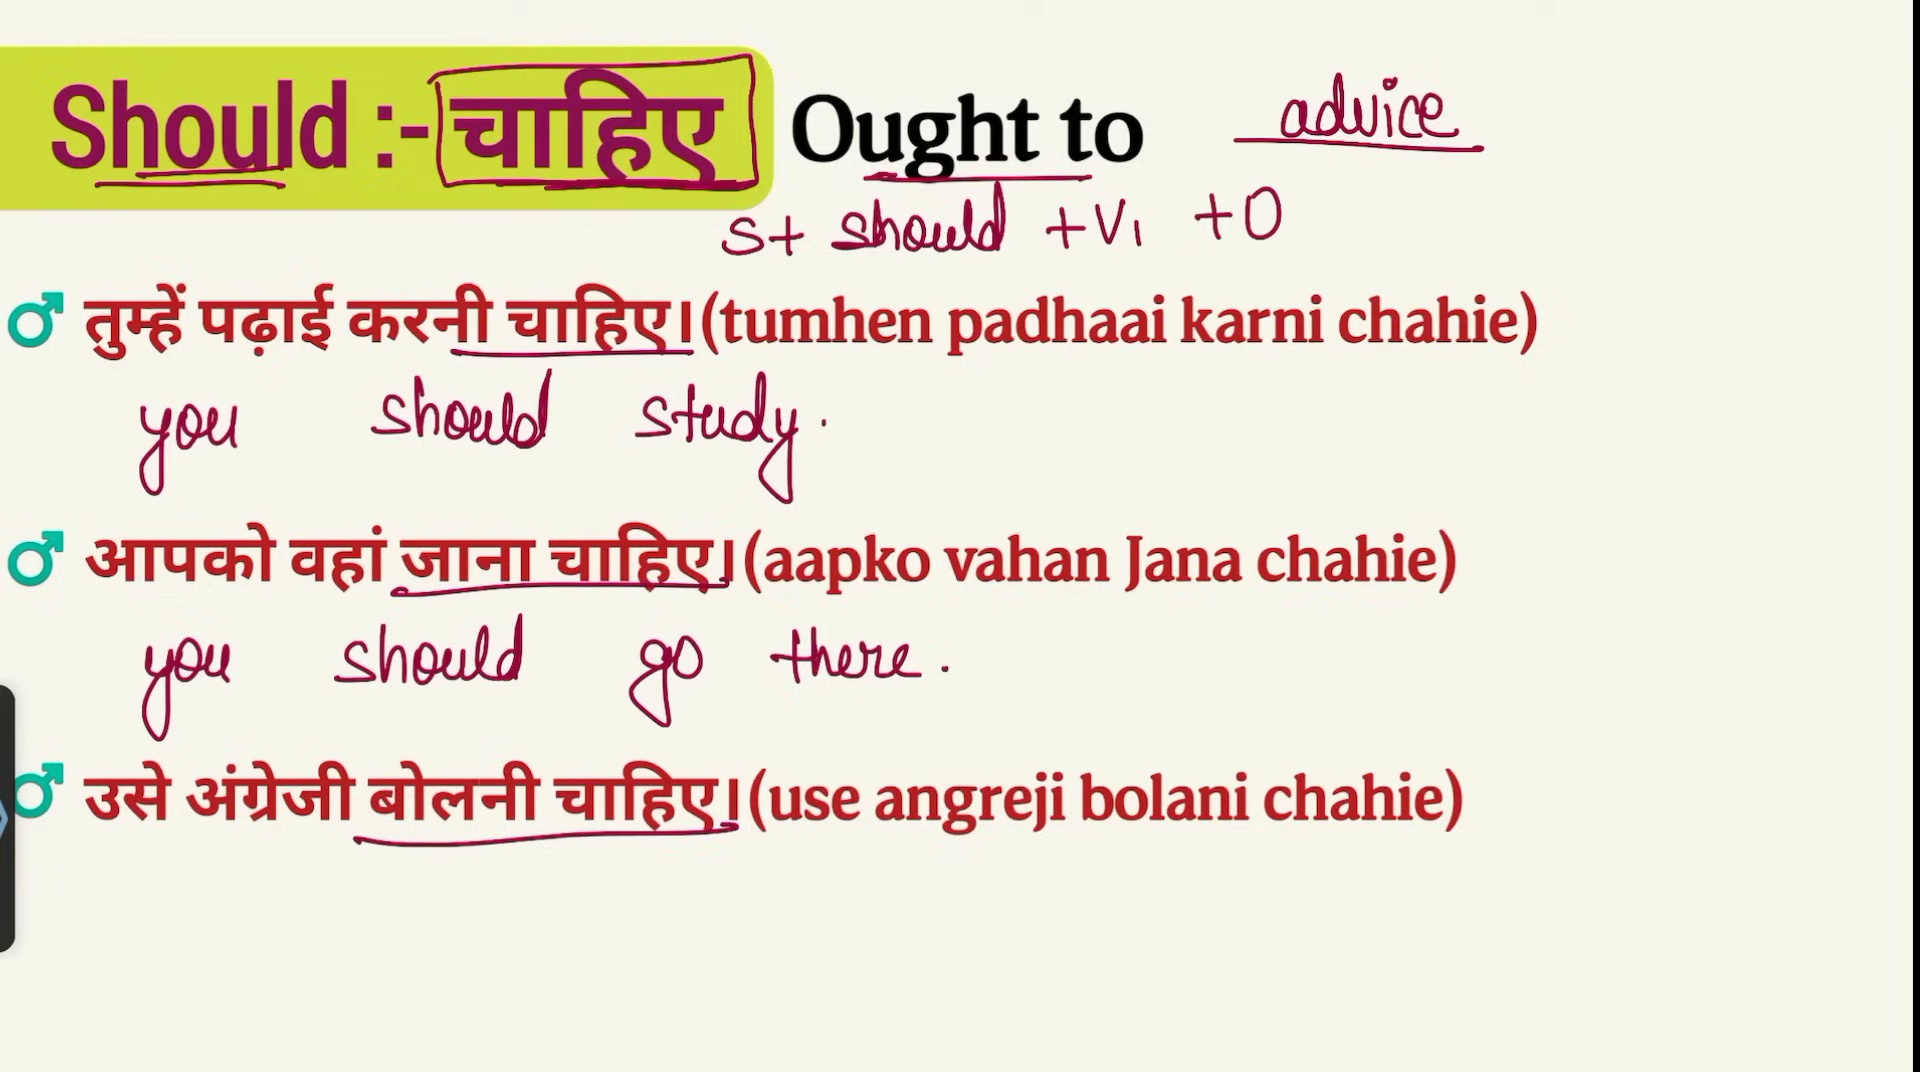 Should :- चाहिए Ought to advice
S+ should +V1 +O
तुम्हें पढ़ाई करनी चाहिए।(tumhen padhaai karni chahie)
you should study.
आपको वहां जाना चाहिए।(aapko vahan Jana chahie)
you should go there.
उसे अंग्रेजी बोलनी चाहिए।(use angreji bolani chahie)